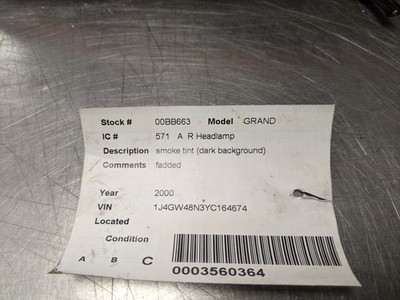 Stock # 00BB663 Model GRAND
IC # 571 A R Headlamp
Description smoke tint (dark background)
Comments fadded
Year 2000
VIN 1J4GW48N3YC164674
Located
Condition
A B C
0003560364